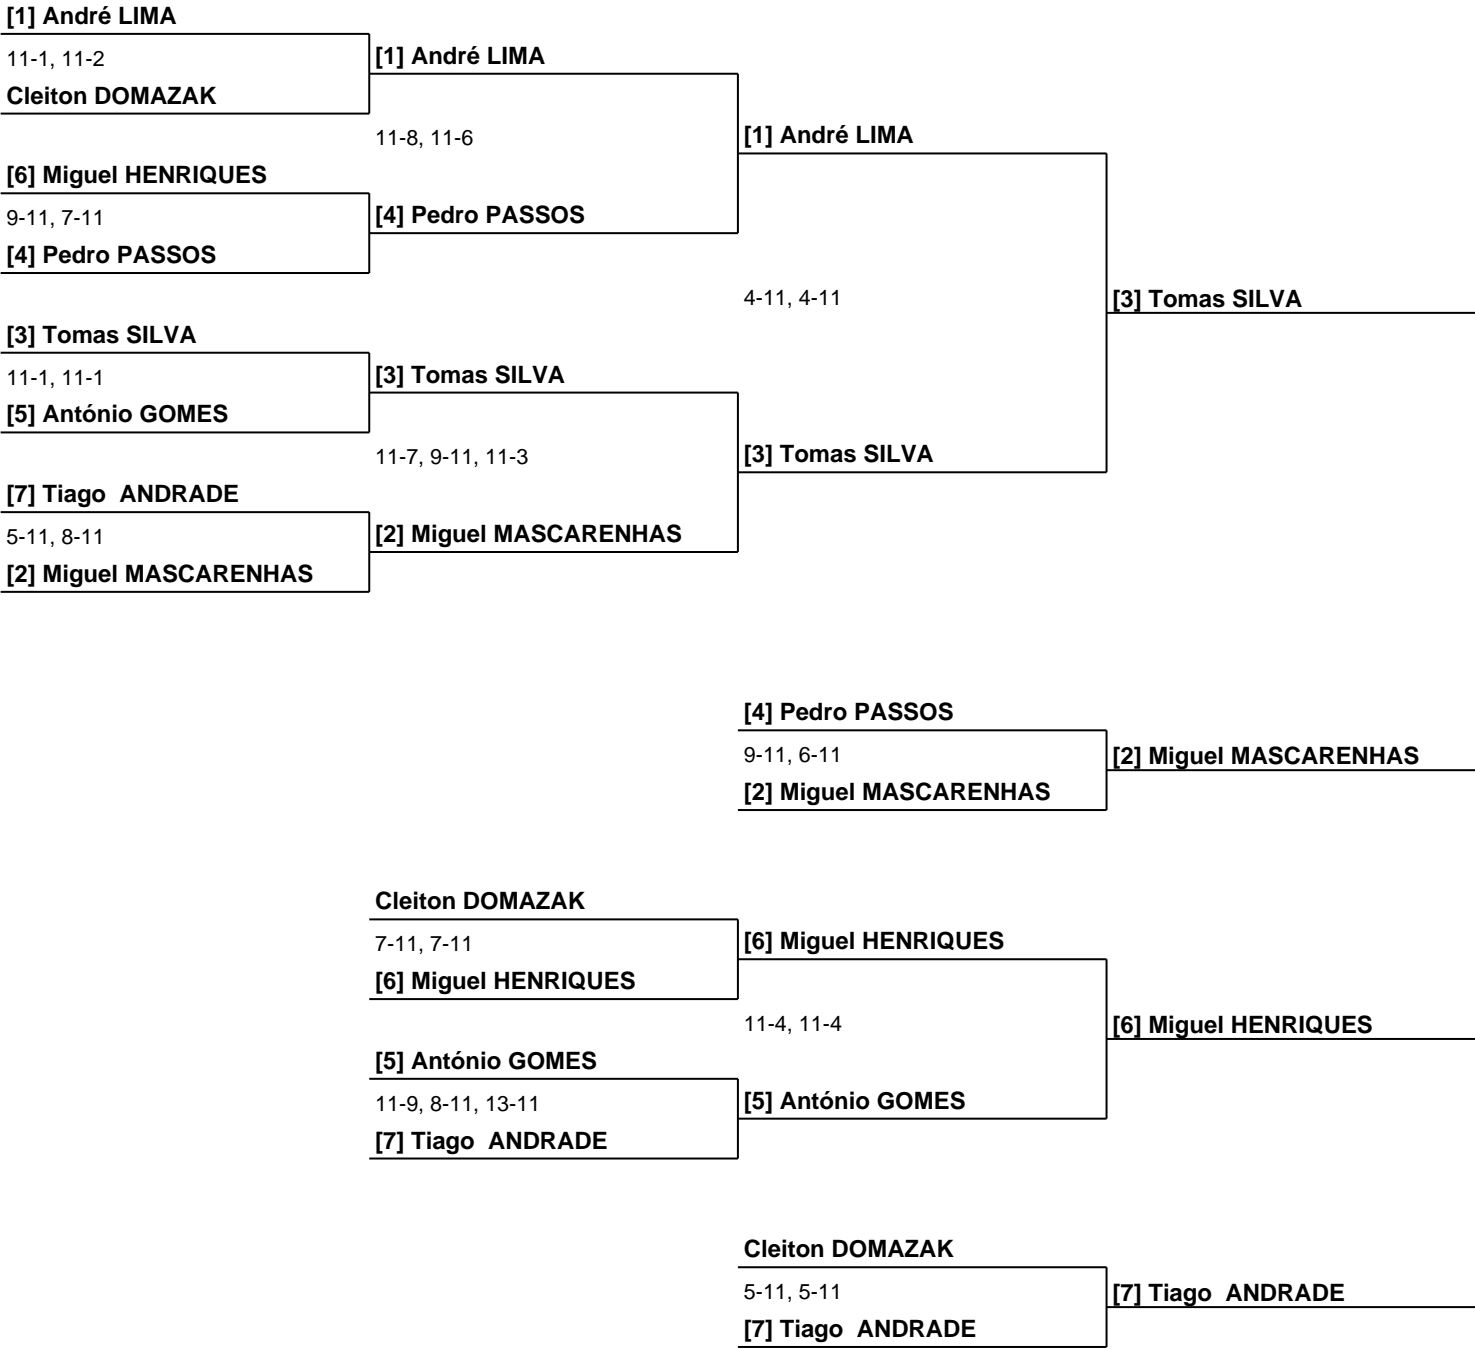 [1] André LIMA
11-1, 11-2
[1] André LIMA
Cleiton DOMAZAK
11-8, 11-6
[1] André LIMA
[6] Miguel HENRIQUES
9-11, 7-11
[4] Pedro PASSOS
[4] Pedro PASSOS
4-11, 4-11
[3] Tomas SILVA
[3] Tomas SILVA
11-1, 11-1
[3] Tomas SILVA
[5] António GOMES
11-7, 9-11, 11-3
[3] Tomas SILVA
[7] Tiago  ANDRADE
5-11, 8-11
[2] Miguel MASCARENHAS
[2] Miguel MASCARENHAS
[4] Pedro PASSOS
9-11, 6-11
[2] Miguel MASCARENHAS
[2] Miguel MASCARENHAS
Cleiton DOMAZAK
7-11, 7-11
[6] Miguel HENRIQUES
[6] Miguel HENRIQUES
11-4, 11-4
[6] Miguel HENRIQUES
[5] António GOMES
11-9, 8-11, 13-11
[5] António GOMES
[7] Tiago  ANDRADE
Cleiton DOMAZAK
5-11, 5-11
[7] Tiago  ANDRADE
[7] Tiago  ANDRADE